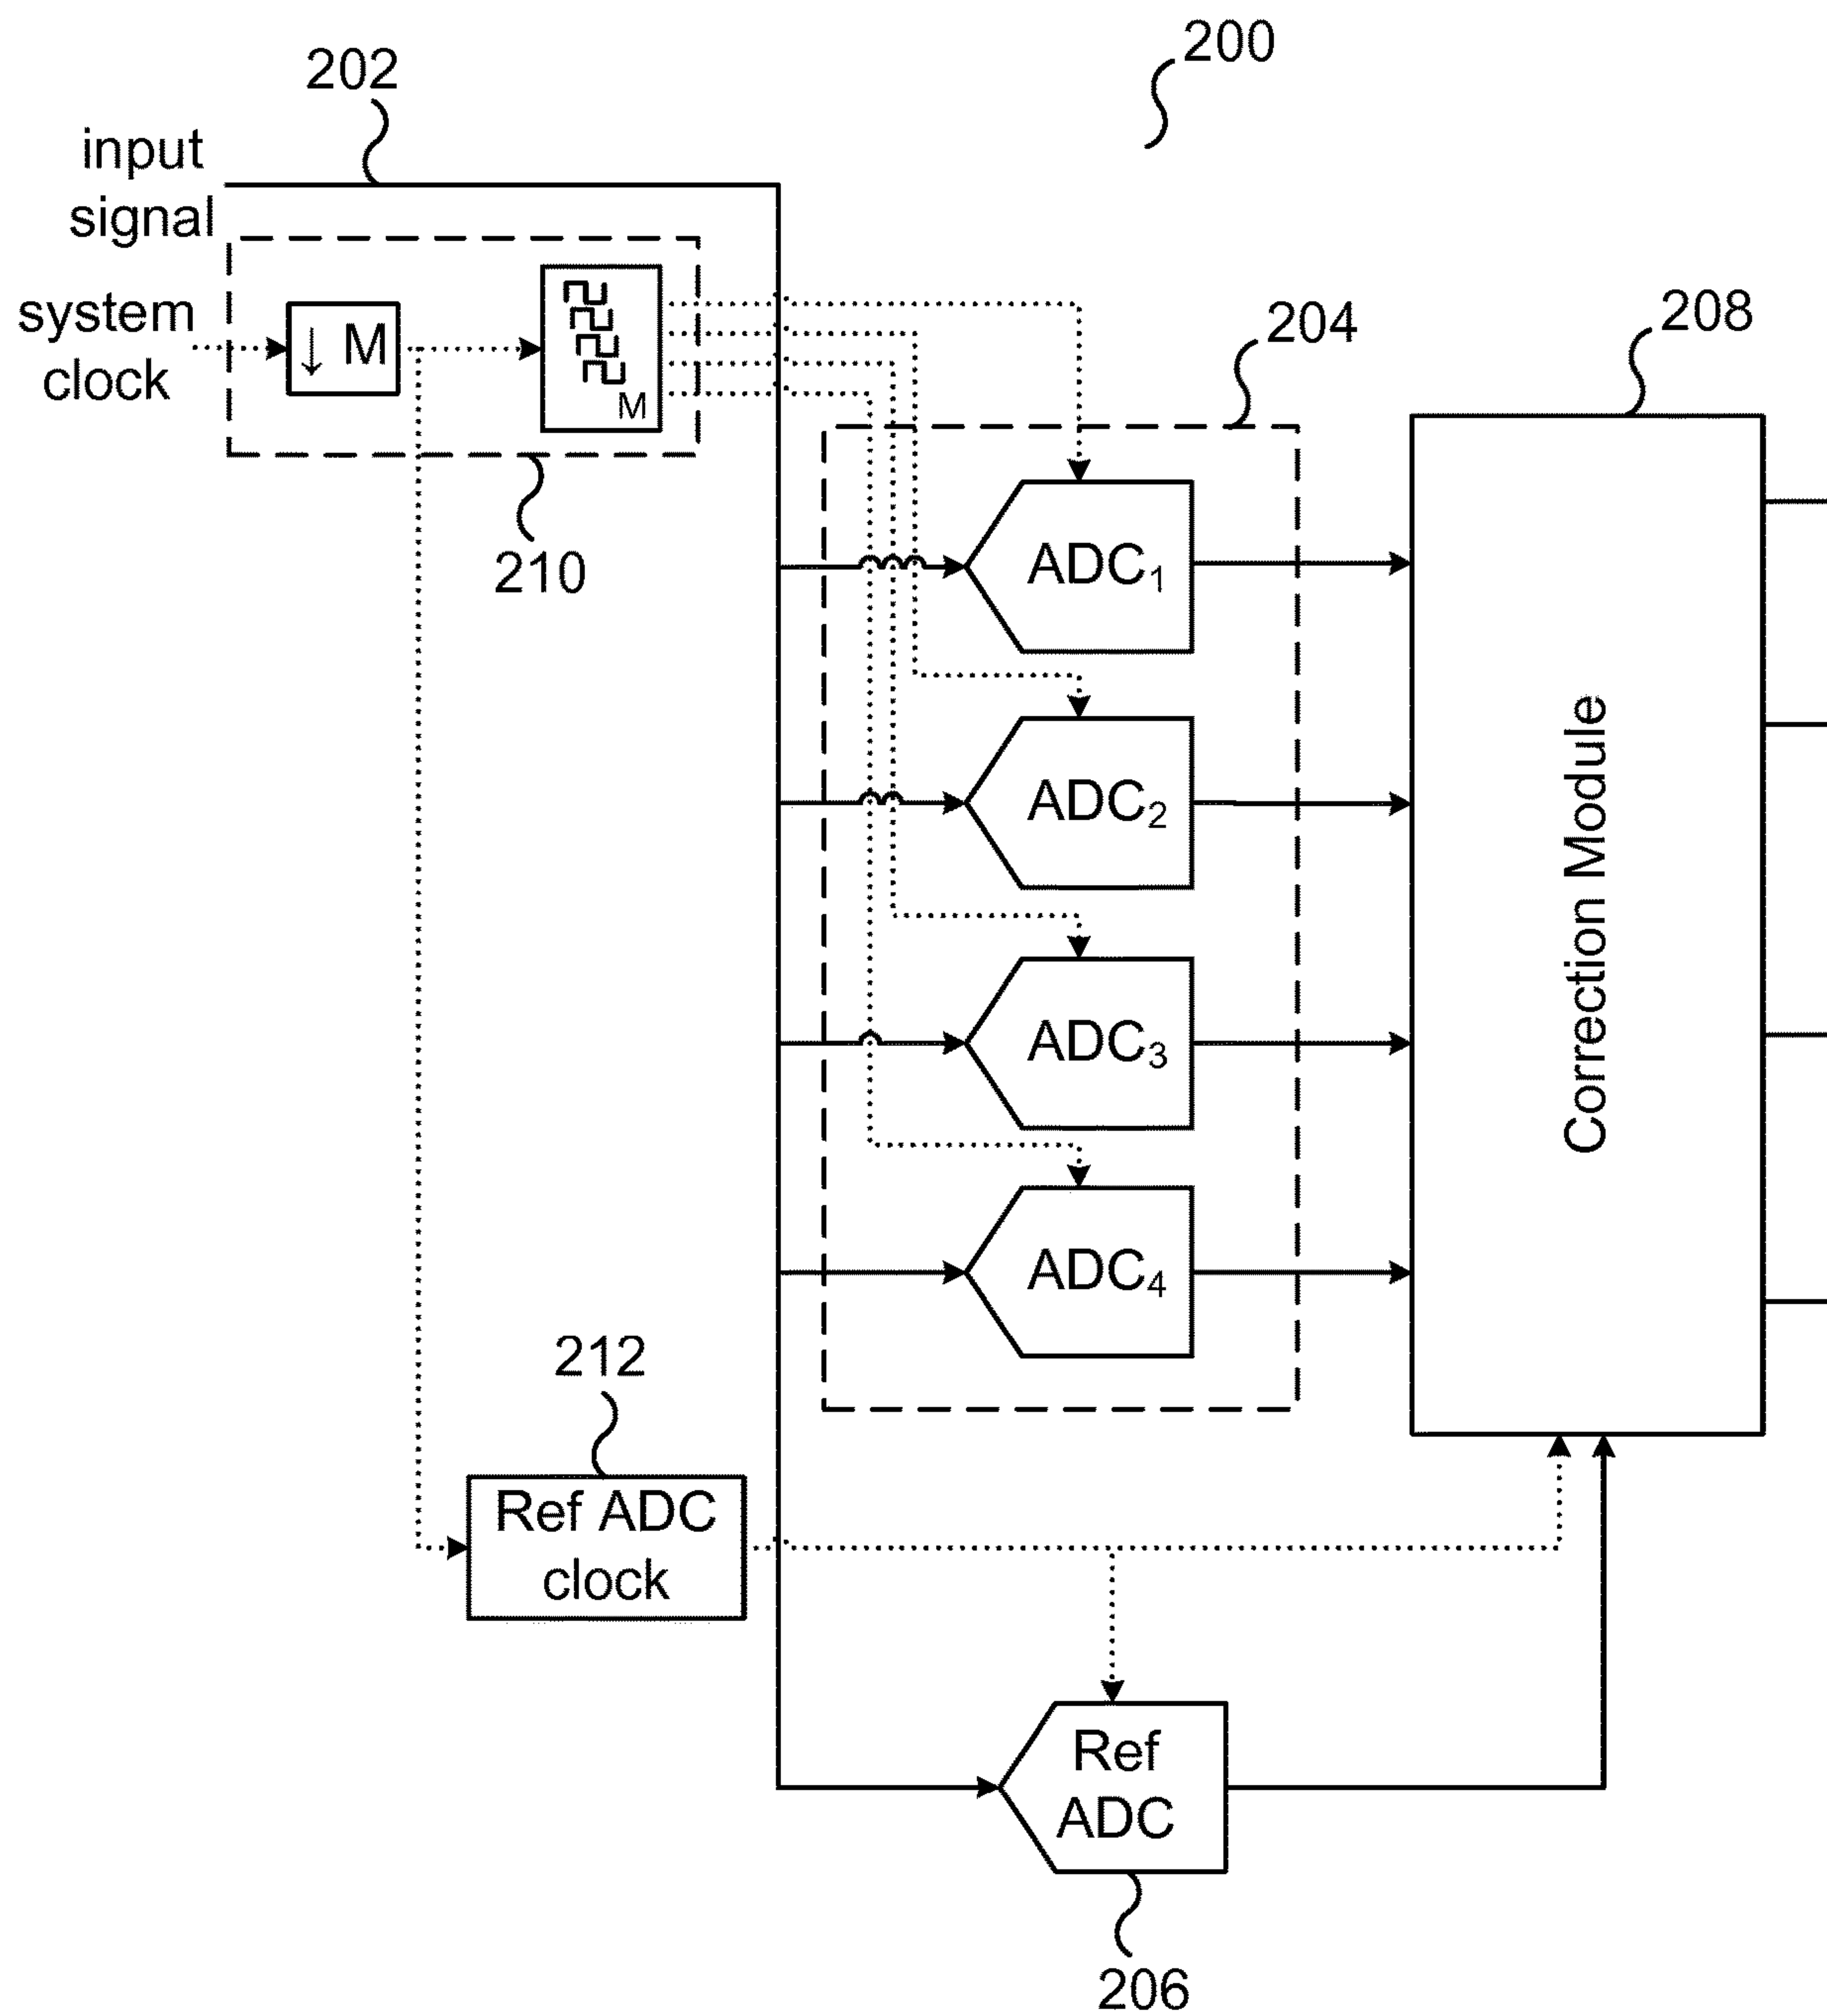 200
202
input
signal
system
clock
↓ M
M
210
204
208
ADC₁
ADC₂
ADC₃
ADC₄
Correction Module
212
Ref ADC
clock
Ref
ADC
206